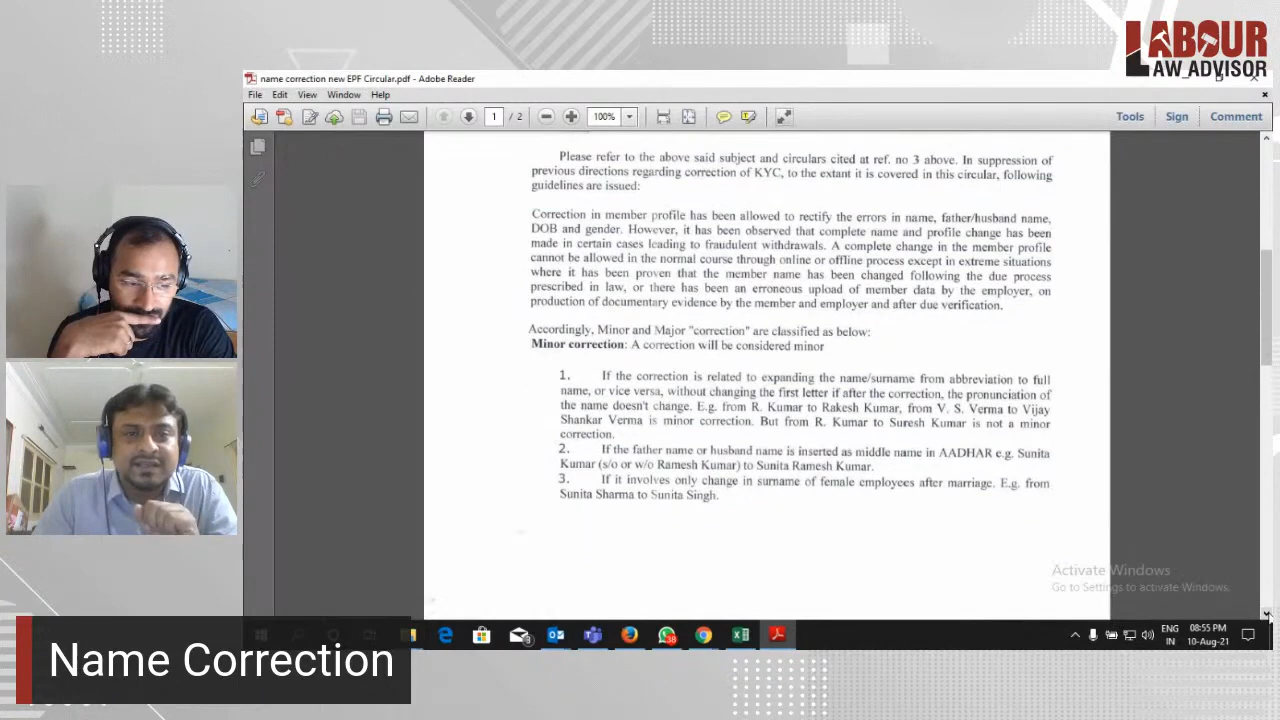 LABOUR
LAW ADVISOR
name correction new EPF Circular.pdf - Adobe Reader
File Edit View Window Help
1 / 2 100% Tools Sign Comment
Please refer to the above said subject and circulars cited at ref. no 3 above. In suppression of
previous directions regarding correction of KYC, to the extant it is covered in this circular, following
guidelines are issued:
Correction in member profile has been allowed to rectify the errors in name, father/husband name,
DOB and gender. However, it has been observed that complete name and profile change has been
made in certain cases leading to fraudulent withdrawals. A complete change in the member profile
cannot be allowed in the normal course through online or offline process except in extreme situations
where it has been proven that the member name has been changed following the due process
prescribed in law, or there has been an erroneous upload of member data by the employer, on
production of documentary evidence by the member and employer and after due verification.
Accordingly, Minor and Major "correction" are classified as below:
Minor correction: A correction will be considered minor
1. If the correction is related to expanding the name/surname from abbreviation to full
name, or vice versa, without changing the first letter if after the correction, the pronunciation of
the name doesn't change. E.g. from R. Kumar to Rakesh Kumar, from V. S. Verma to Vijay
Shankar Verma is minor correction. But from R. Kumar to Suresh Kumar is not a minor
correction.
2. If the father name or husband name is inserted as middle name in AADHAR e.g. Sunita
Kumar (s/o or w/o Ramesh Kumar) to Sunita Ramesh Kumar.
3. If it involves only change in surname of female employees after marriage. E.g. from
Sunita Sharma to Sunita Singh.
Activate Windows
Go to Settings to activate Windows.
ENG
IN
08:55 PM
10-Aug-21
Name Correction